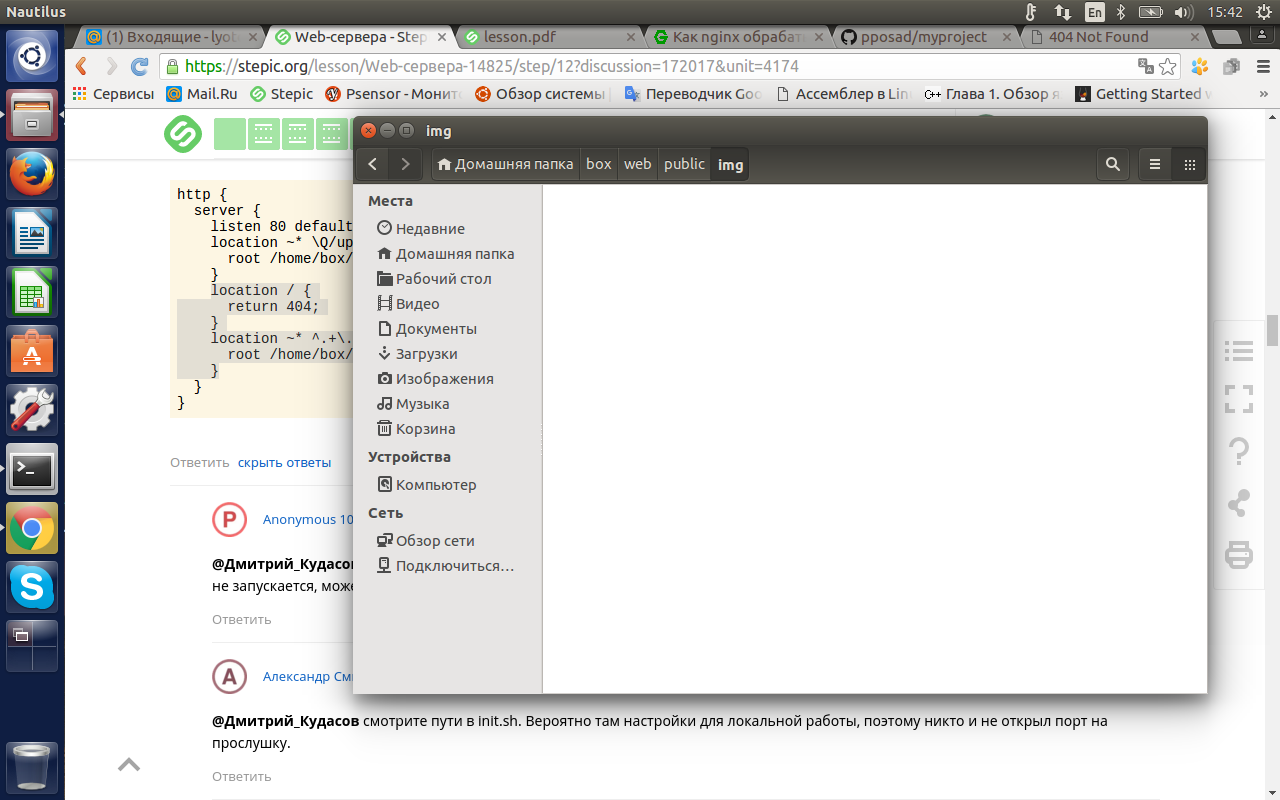 Nautilus
En
15:42
(1) Входящие - lyot
Web-сервера - Step
lesson.pdf
Как nginx обрабат
pposad/myproject
404 Not Found
https://stepic.org/lesson/Web-сервера-14825/step/12?discussion=172017&unit=4174
Сервисы
Mail.Ru
Stepic
Psensor - Монит
Обзор системы
Переводчик Goo
Ассемблер в Lin
Глава 1. Обзор я
Getting Started w
»
img
Домашняя папка
box
web
public
img
http {
server {
listen 80 default
location ~* \Q/up
root /home/box/
}
location / {
return 404;
}
location ~* ^.+\.
root /home/box/
}
}
}
Места
Недавние
Домашняя папка
Рабочий стол
Видео
Документы
Загрузки
Изображения
Музыка
Корзина
Устройства
Компьютер
Сеть
Обзор сети
Подключиться…
Ответить скрыть ответы
P
Anonymous 10
@Дмитрий_Кудасов
не запускается, може
Ответить
A
Александр Сми
@Дмитрий_Кудасов смотрите пути в init.sh. Вероятно там настройки для локальной работы, поэтому никто и не открыл порт на
прослушку.
Ответить